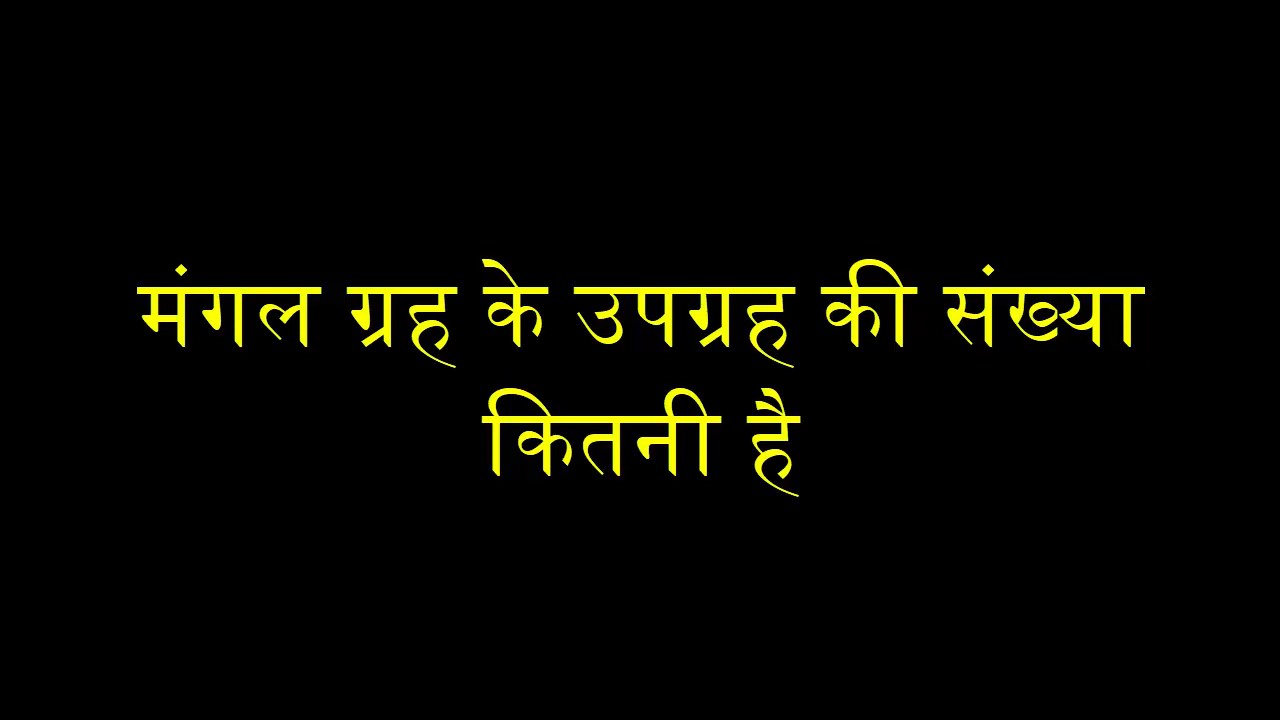 मंगल ग्रह के उपग्रह की संख्या
कितनी है